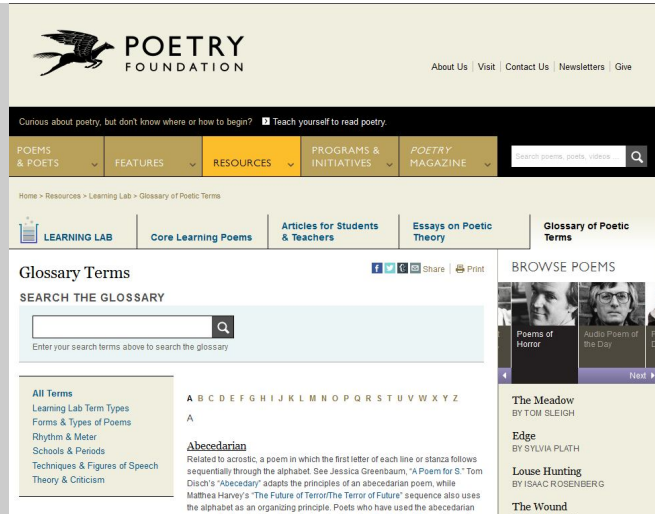 POETRY
FOUNDATION
About Us | Visit | Contact Us | Newsletters | Give
Curious about poetry, but don't know where or how to begin? Teach yourself to read poetry.
POEMS
& POETS
FEATURES
RESOURCES
PROGRAMS &
INITIATIVES
POETRY
MAGAZINE
Search poems, poets, videos...
Home > Resources > Learning Lab > Glossary of Poetic Terms
LEARNING LAB
Core Learning Poems
Articles for Students
& Teachers
Essays on Poetic
Theory
Glossary of Poetic
Terms
Glossary Terms
Share | Print
SEARCH THE GLOSSARY
Enter your search terms above to search the glossary
All Terms
Learning Lab Term Types
Forms & Types of Poems
Rhythm & Meter
Schools & Periods
Techniques & Figures of Speech
Theory & Criticism
A B C D E F G H I J K L M N O P Q R S T U V W X Y Z
A
Abecedarian
Related to acrostic, a poem in which the first letter of each line or stanza follows
sequentially through the alphabet. See Jessica Greenbaum, "A Poem for S." Tom
Disch's "Abecedary" adapts the principles of an abecedarian poem, while
Matthea Harvey's "The Future of Terror/The Terror of Future" sequence also uses
the alphabet as an organizing principle. Poets who have used the abecedarian
BROWSE POEMS
Poems of
Horror
Audio Poem of
the Day
Next
The Meadow
BY TOM SLEIGH
Edge
BY SYLVIA PLATH
Louse Hunting
BY ISAAC ROSENBERG
The Wound